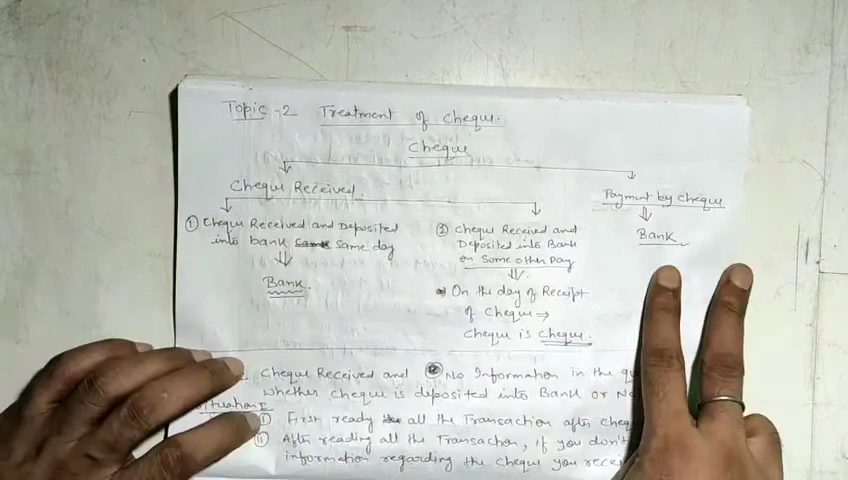 Topic -2 Treatment of Cheque.
Cheque
Cheque Received.
Payment by Cheque
Bank
① Cheque Received and Deposited
into bank same day
Bank.
② Cheque Received and
Deposited into Bank
on Some other Day
On the day of Receipt
of Cheque ⇒
Cheque is Cheque.
Cheque Received and No Information in the
whether cheque is deposited into Bank or
① First ready all the Transaction after
② After reading all the Transaction, if you
information regarding the cheque you